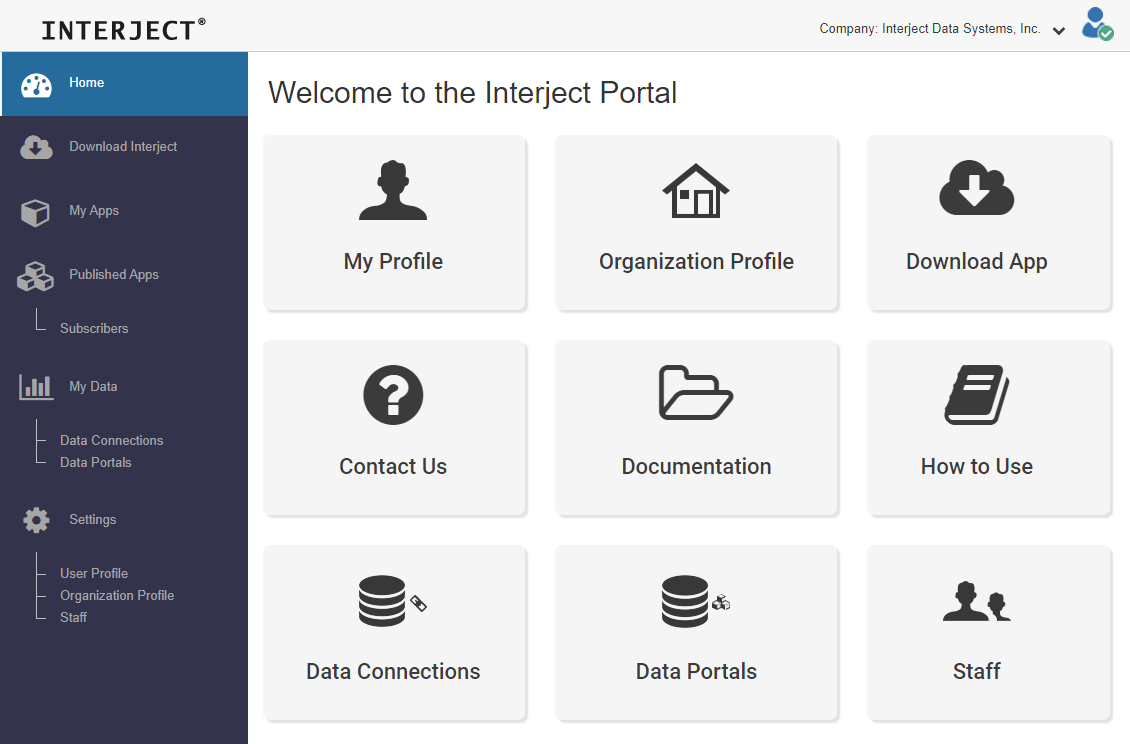 INTERJECT®
Company: Interject Data Systems, Inc.
Home
Download Interject
My Apps
Published Apps
Subscribers
My Data
Data Connections
Data Portals
Settings
User Profile
Organization Profile
Staff
Welcome to the Interject Portal
My Profile
Organization Profile
Download App
Contact Us
Documentation
How to Use
Data Connections
Data Portals
Staff